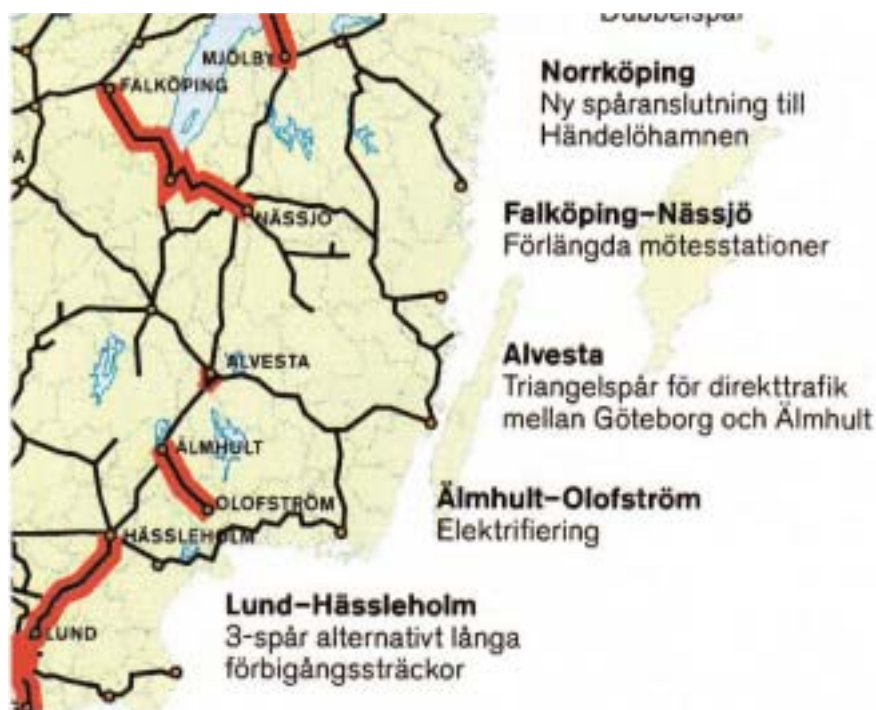 Dubbelspår
MJÖLBY
Norrköping
Ny spåranslutning till
Händelöhamnen
FALKÖPING
A
Falköping–Nässjö
Förlängda mötesstationer
NÄSSJÖ
Alvesta
Triangelspår för direkttrafik
mellan Göteborg och Älmhult
ALVESTA
ÄLMHULT
Älmhult–Olofström
Elektrifiering
OLOFSTRÖM
HÄSSLEHOLM
Lund–Hässleholm
3-spår alternativt långa
förbigångssträckor
LUND